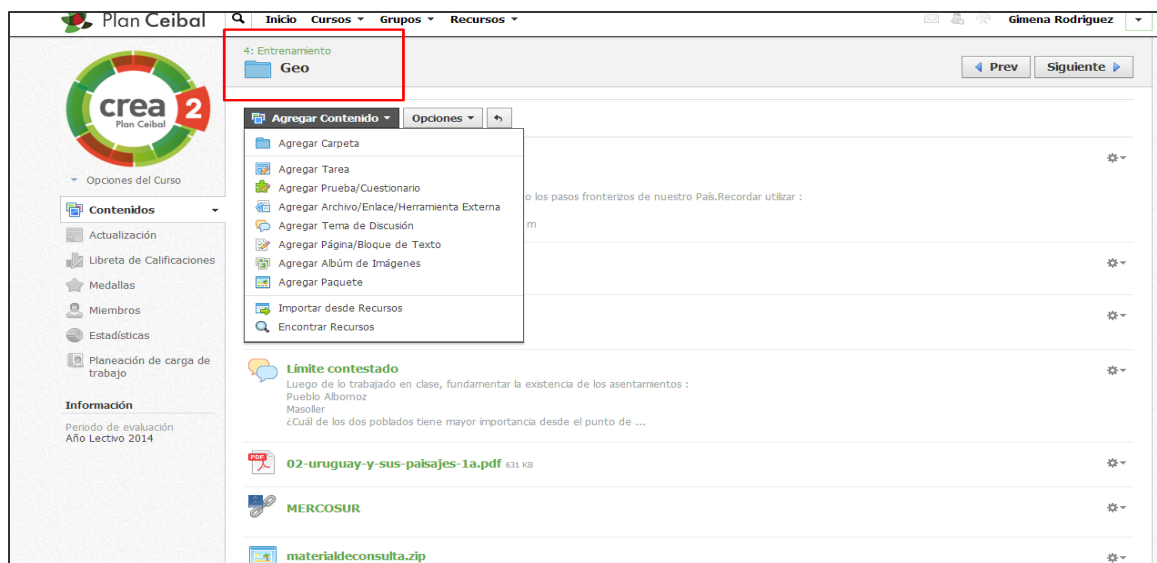 Plan Ceibal
Inicio Cursos Grupos Recursos
Gimena Rodriguez
4: Entrenamiento
Geo
Prev
Siguiente
crea 2
Plan Ceibal
Opciones del Curso
Contenidos
Actualización
Libreta de Calificaciones
Medallas
Miembros
Estadísticas
Planeación de carga de
trabajo
Información
Periodo de evaluación
Año Lectivo 2014
Agregar Contenido
Opciones
Agregar Carpeta
Agregar Tarea
Agregar Prueba/Cuestionario
Agregar Archivo/Enlace/Herramienta Externa
Agregar Tema de Discusión
Agregar Página/Bloque de Texto
Agregar Albúm de Imágenes
Agregar Paquete
Importar desde Recursos
Encontrar Recursos
o los pasos fronterizos de nuestro País.Recordar utilizar :
m
Límite contestado
Luego de lo trabajado en clase, fundamentar la existencia de los asentamientos :
Pueblo Albornoz
Masoller
¿Cuál de los dos poblados tiene mayor importancia desde el punto de ...
PDF
02-uruguay-y-sus-paisajes-1a.pdf 631 KB
MERCOSUR
materialdeconsulta.zip